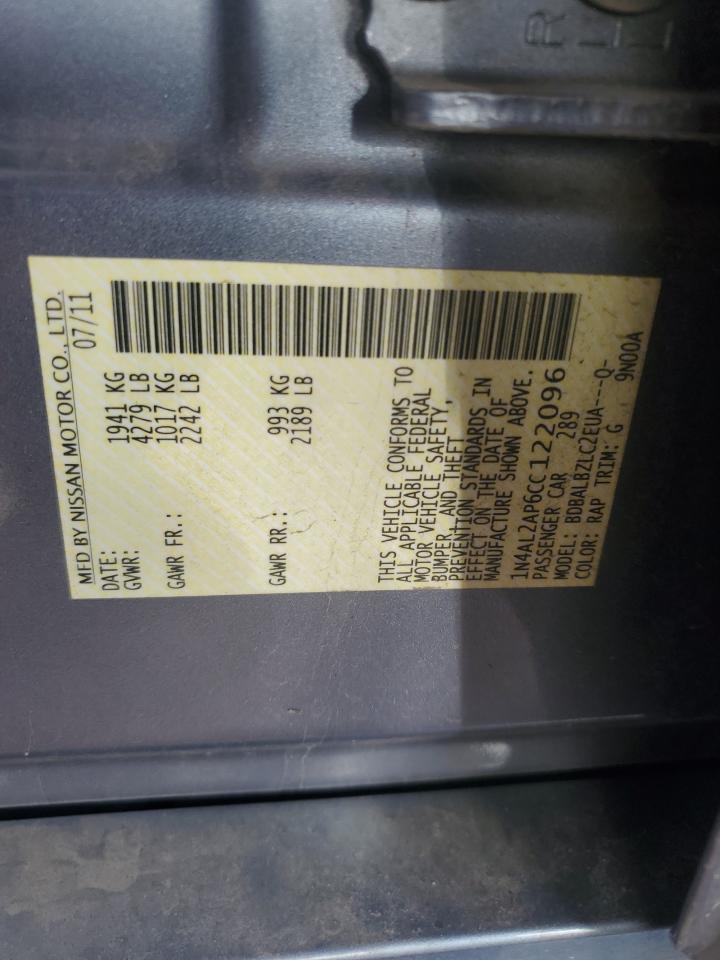 MFD BY NISSAN MOTOR CO., LTD.
DATE: 07/11
GVWR: 1941 KG
4279 LB
GAWR FR.: 1017 KG
2242 LB
GAWR RR.: 993 KG
2189 LB
THIS VEHICLE CONFORMS TO
ALL APPLICABLE FEDERAL
MOTOR VEHICLE SAFETY,
BUMPER, AND THEFT
PREVENTION STANDARDS IN
EFFECT ON THE DATE OF
MANUFACTURE SHOWN ABOVE.
1N4AL2AP6CC122096
PASSENGER CAR 289
MODEL: BDBALBZLC2EUA---Q-
COLOR: RAP TRIM: G 9N00A